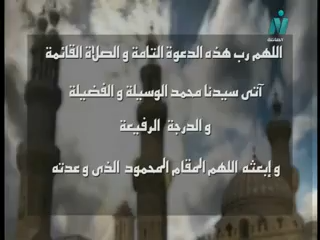 اللهم رب هذه الدعوة التامة و الصلاة القائمة
آتى سيدنا محمد الوسيلة و الفضيلة
و الدرجة الرفيعة
و إبعثه اللهم المقام المحمود الذى وعدته